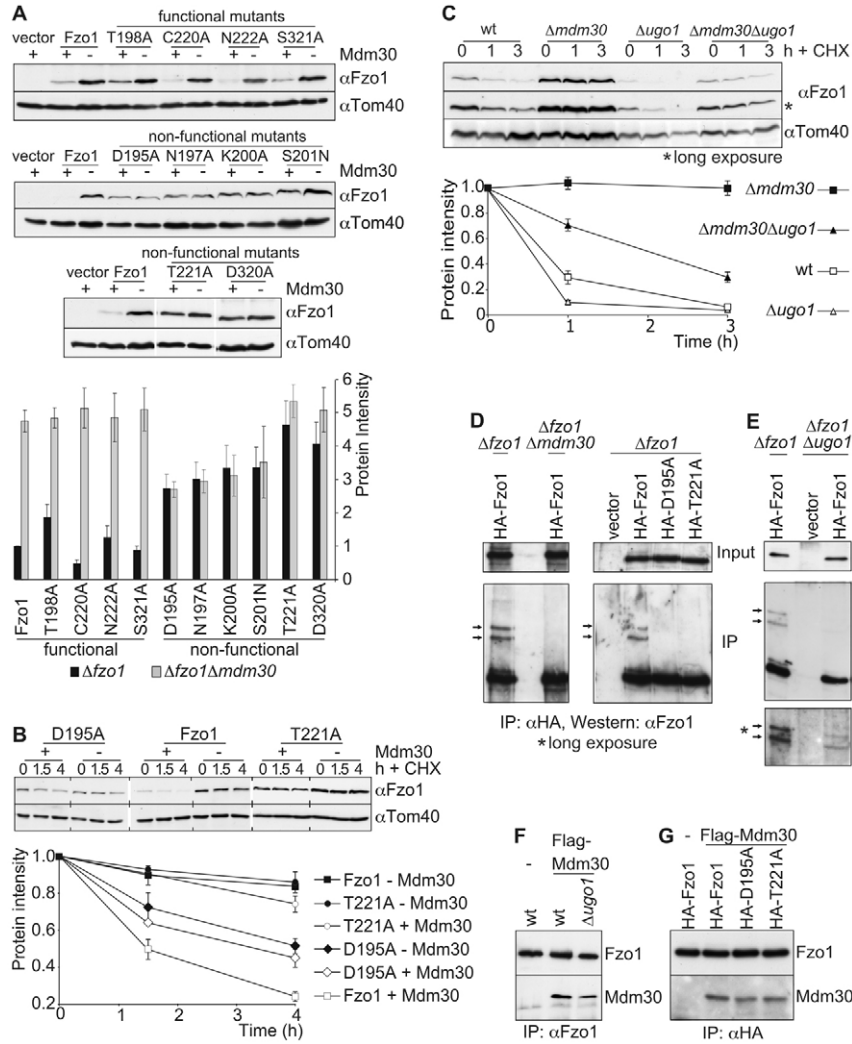 A
functional mutants
vector Fzo1 T198A C220A N222A S321A
+ + - + - + - + - + - Mdm30
αFzo1
αTom40
non-functional mutants
vector Fzo1 D195A N197A K200A S201N
+ + - + - + - + - + - Mdm30
αFzo1
αTom40
non-functional mutants
vector Fzo1 T221A D320A
+ + - + - + - Mdm30
αFzo1
αTom40
6
5
4
3
2
1
0
Protein Intensity
Fzo1 T198A C220A N222A S321A D195A N197A K200A S201N T221A D320A
functional non-functional
Δfzo1 Δfzo1Δmdm30
B
D195A Fzo1 T221A
+ - + - + - Mdm30
0 1.5 4 0 1.5 4 0 1.5 4 0 1.5 4 0 1.5 4 0 1.5 4 h + CHX
αFzo1
αTom40
Protein intensity
1.0
0.8
0.6
0.4
0.2
0 1 2 3 4
Time (h)
Fzo1 - Mdm30
T221A - Mdm30
T221A + Mdm30
D195A - Mdm30
D195A + Mdm30
Fzo1 + Mdm30
C
wt Δmdm30 Δugo1 Δmdm30Δugo1
0 1 3 0 1 3 0 1 3 0 1 3 h + CHX
αFzo1
*
αTom40
*long exposure
Protein intensity
1.0
0.8
0.6
0.4
0.2
0
0 1 2 3
Time (h)
Δmdm30
Δmdm30Δugo1
wt
Δugo1
D
Δfzo1 Δfzo1 Δmdm30 Δfzo1
HA-Fzo1 HA-Fzo1 vector HA-Fzo1 HA-D195A HA-T221A
Input
IP
IP: αHA, Western: αFzo1
*long exposure
E
Δfzo1 Δfzo1 Δugo1
HA-Fzo1 vector HA-Fzo1
*
F
Flag-
- Mdm30
wt wt Δugo1
Fzo1
Mdm30
IP: αFzo1
G
- Flag-Mdm30
HA-Fzo1 HA-Fzo1 HA-D195A HA-T221A
Fzo1
Mdm30
IP: αHA